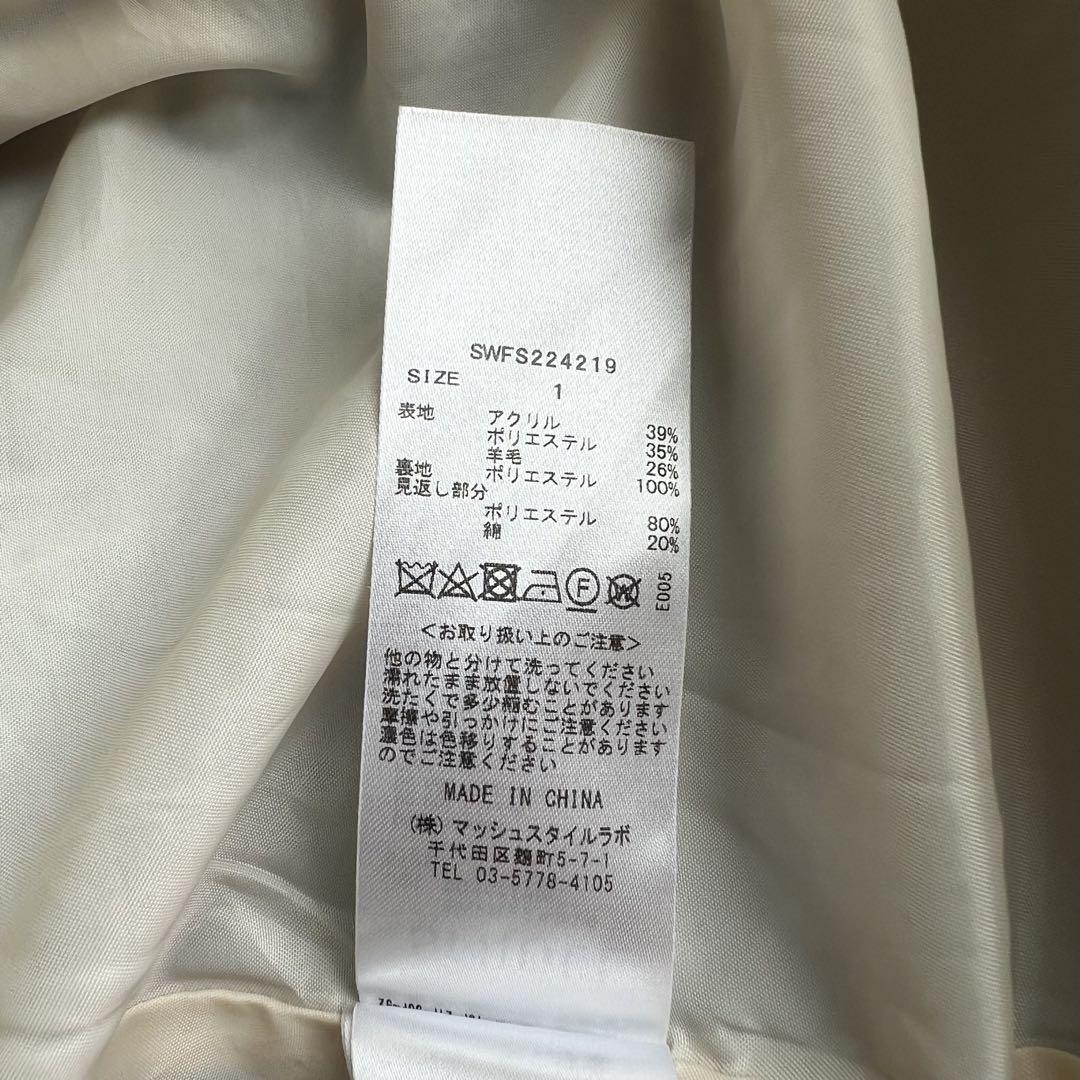 SWFS224219
SIZE 1
表地 アクリル 39%
ポリエステル 35%
羊毛 26%
裏地 ポリエステル 100%
見返し部分
ポリエステル 80%
綿 20%
F W E005
<お取り扱い上のご注意>
他の物と分けて洗ってください
濡れたまま放置しないでください
洗たくで多少縮むことがあります
摩擦や引っかけにご注意ください
濃色は色移りすることがあります
のでご注意ください
MADE IN CHINA
(株)マッシュスタイルラボ
千代田区麹町5-7-1
TEL 03-5778-4105